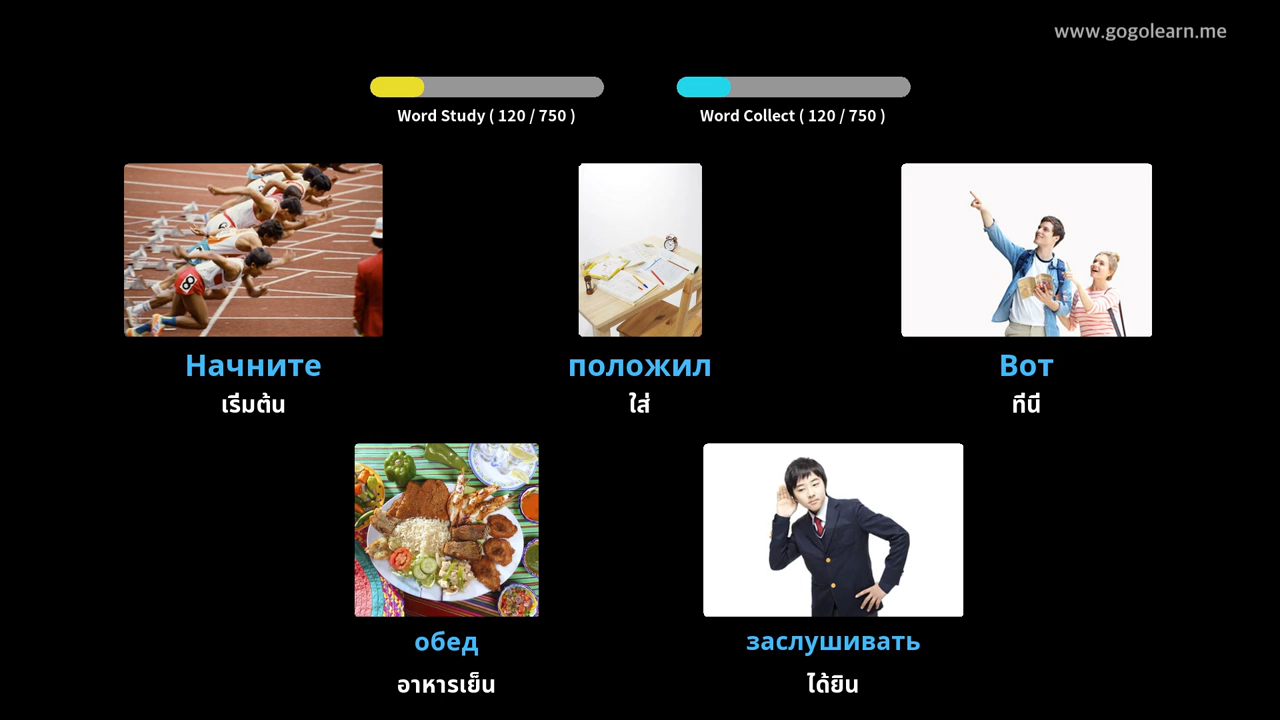 www.gogolearn.me
Word Study ( 120 / 750 )
Word Collect ( 120 / 750 )
8
Начните
เริ่มต้น
положил
ใส่
Вот
ที่นี่
обед
อาหารเย็น
заслушивать
ได้ยิน